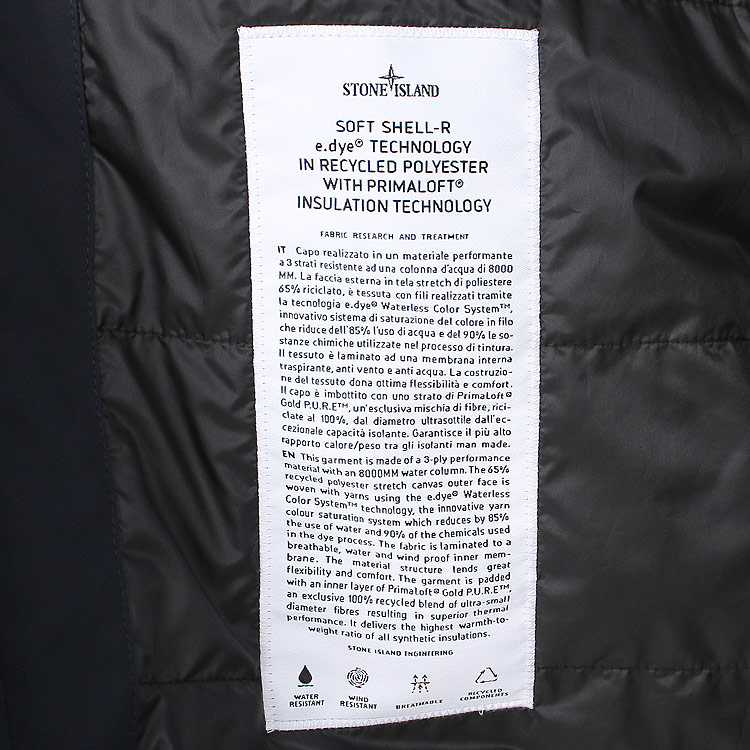 STONE ISLAND
SOFT SHELL-R
e.dye® TECHNOLOGY
IN RECYCLED POLYESTER
WITH PRIMALOFT®
INSULATION TECHNOLOGY
FABRIC RESEARCH AND TREATMENT
IT Capo realizzato in un materiale performante
a 3 strati resistente ad una colonna d'acqua di 8000
MM. La faccia esterna in tela stretch di poliestere
65% riciclato, è tessuta con fili realizzati tramite
la tecnologia e.dye® Waterless Color System™,
innovativo sistema di saturazione del colore in filo
che riduce dell'85% l'uso di acqua e del 90% le so-
stanze chimiche utilizzate nel processo di tintura.
Il tessuto è laminato ad una membrana interna
traspirante, anti vento e anti acqua. La costruzio-
ne del tessuto dona ottima flessibilità e comfort.
Il capo è imbottito con uno strato di PrimaLoft®
Gold P.U.R.E™, un'esclusiva mischia di fibre, rici-
clate al 100%, dal diametro ultrasottile dall'ec-
cezionale capacità isolante. Garantisce il più alto
rapporto calore/peso tra gli isolanti man made.
EN This garment is made of a 3-ply performance
material with an 8000MM water column. The 65%
recycled polyester stretch canvas outer face is
woven with yarns using the e.dye® Waterless
Color System™ technology, the innovative yarn
colour saturation system which reduces by 85%
the use of water and 90% of the chemicals used
in the dye process. The fabric is laminated to a
breathable, water and wind proof inner mem-
brane. The material structure lends great
flexibility and comfort. The garment is padded
with an inner layer of PrimaLoft® Gold P.U.R.E™,
an exclusive 100% recycled blend of ultra-small
diameter fibres resulting in superior thermal
performance. It delivers the highest warmth-to-
weight ratio of all synthetic insulations.
STONE ISLAND ENGINEERING
WATER
RESISTANT
WIND
RESISTANT
BREATHABLE
RECYCLED
COMPONENTS